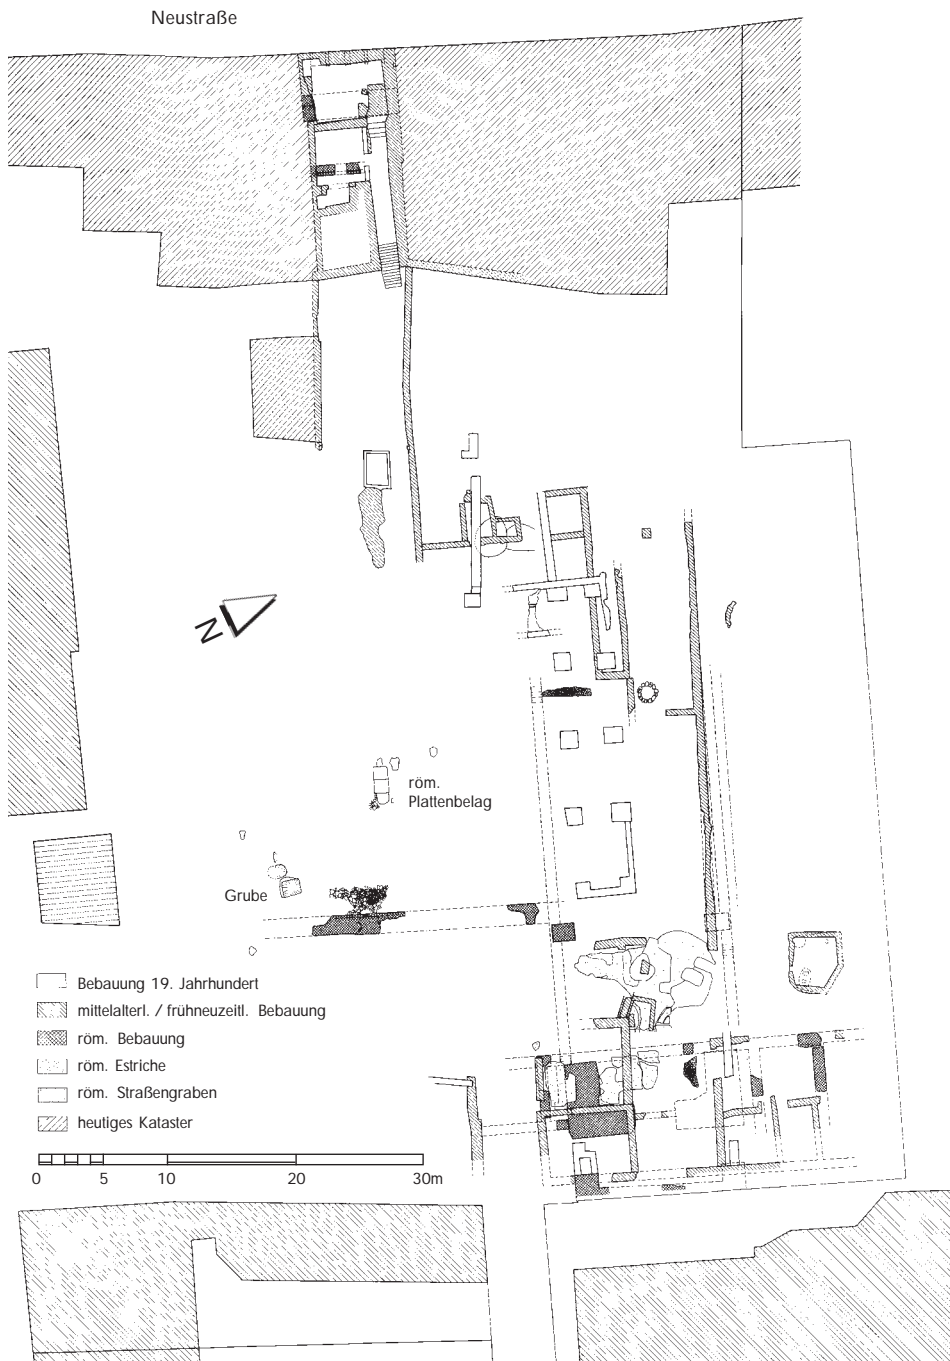 Neustraße
N
röm.
Plattenbelag
Grube
Bebauung 19. Jahrhundert
mittelalterl. / frühneuzeitl. Bebauung
röm. Bebauung
röm. Estriche
röm. Straßengraben
heutiges Kataster
0 5 10 20 30m